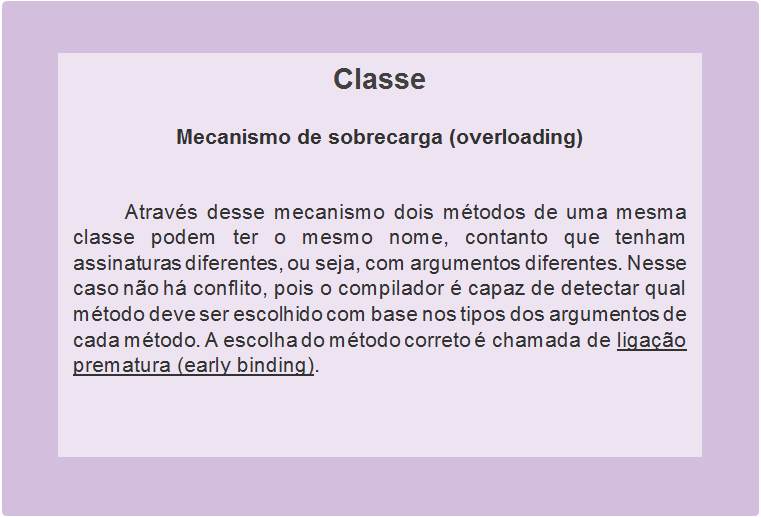 Classe
Mecanismo de sobrecarga (overloading)
Através desse mecanismo dois métodos de uma mesma
classe podem ter o mesmo nome, contanto que tenham
assinaturas diferentes, ou seja, com argumentos diferentes. Nesse
caso não há conflito, pois o compilador é capaz de detectar qual
método deve ser escolhido com base nos tipos dos argumentos de
cada método. A escolha do método correto é chamada de ligação
prematura (early binding).